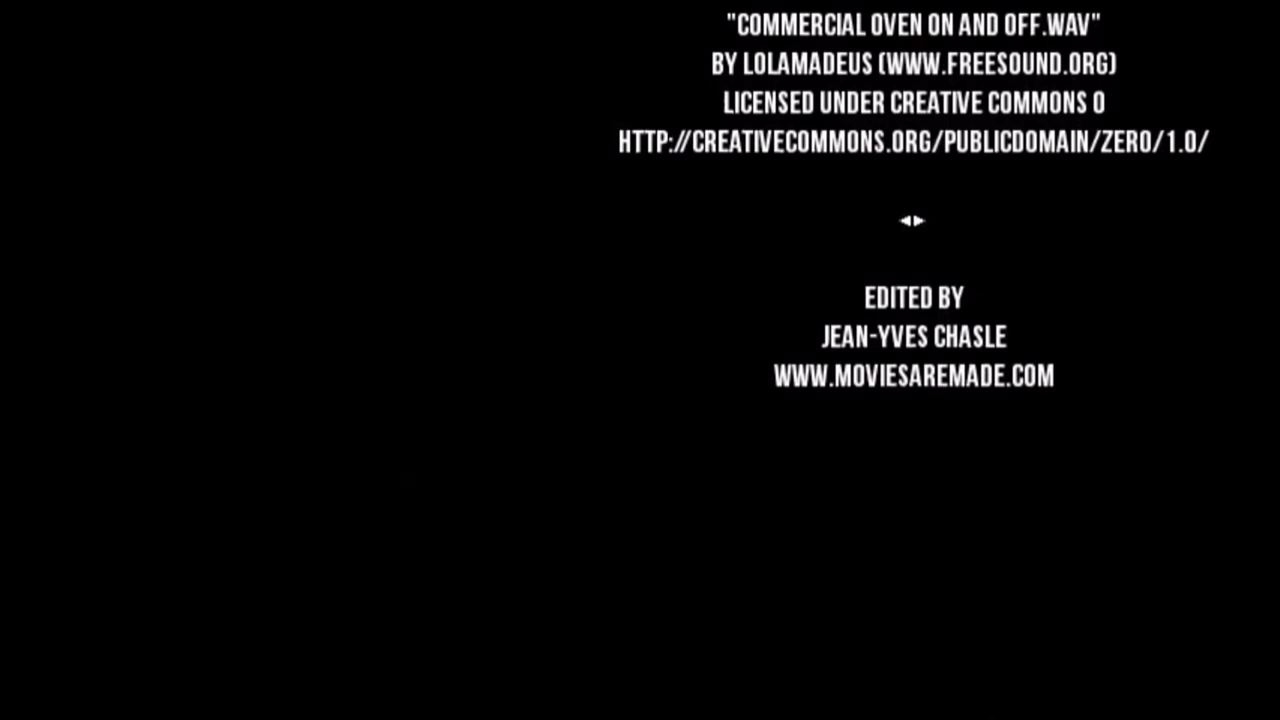 "COMMERCIAL OVEN ON AND OFF.WAV"
BY LOLAMADEUS (WWW.FREESOUND.ORG)
LICENSED UNDER CREATIVE COMMONS 0
HTTP://CREATIVECOMMONS.ORG/PUBLICDOMAIN/ZERO/1.0/
EDITED BY
JEAN-YVES CHASLE
WWW.MOVIESAREMADE.COM